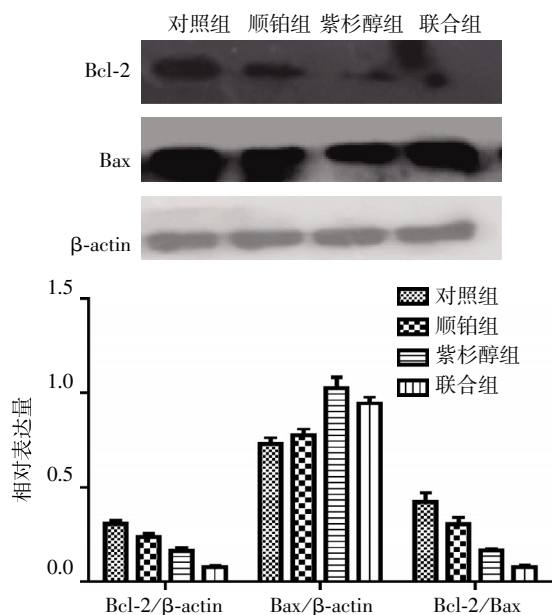 对照组 顺铂组 紫杉醇组 联合组
Bcl-2
Bax
β-actin
1.5
1.0
0.5
0.0
相对表达量
对照组
顺铂组
紫杉醇组
联合组
Bcl-2/β-actin Bax/β-actin Bcl-2/Bax